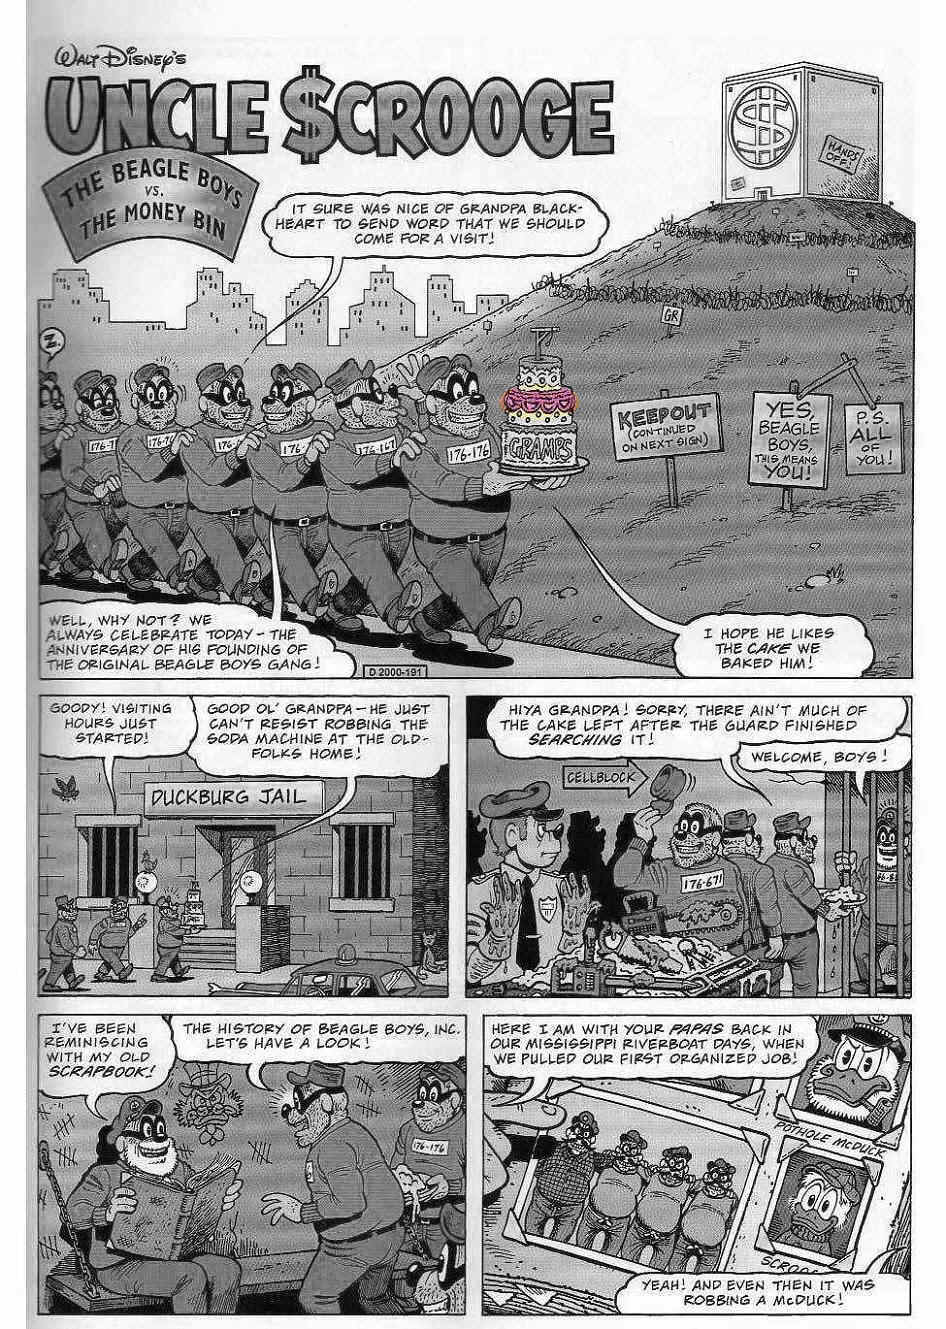 WALT DISNEY'S
UNCLE $CROOGE
THE BEAGLE BOYS
VS.
THE MONEY BIN
HANDS
OFF!
IT SURE WAS NICE OF GRANDPA BLACK-
HEART TO SEND WORD THAT WE SHOULD
COME FOR A VISIT!
GR
Z.
KEEP OUT
(CONTINUED
ON NEXT SIGN)
YES,
BEAGLE
BOYS,
THIS MEANS
YOU!
P.S.
ALL
OF
YOU!
GRAMPS
176-7
176-7
176-
176-
176-167
176-176
WELL, WHY NOT? WE
ALWAYS CELEBRATE TODAY - THE
ANNIVERSARY OF HIS FOUNDING OF
THE ORIGINAL BEAGLE BOYS GANG!
I HOPE HE LIKES
THE CAKE WE
BAKED HIM!
D 2000-191
GOODY! VISITING
HOURS JUST
STARTED!
GOOD OL' GRANDPA - HE JUST
CAN'T RESIST ROBBING THE
SODA MACHINE AT THE OLD-
FOLKS HOME!
DUCKBURG JAIL
HIYA GRANDPA! SORRY, THERE AIN'T MUCH OF
THE CAKE LEFT AFTER THE GUARD FINISHED
SEARCHING IT!
WELCOME, BOYS!
CELLBLOCK
176-671
I'VE BEEN
REMINISCING
WITH MY OLD
SCRAPBOOK!
THE HISTORY OF BEAGLE BOYS, INC.
LET'S HAVE A LOOK!
176-176
HERE I AM WITH YOUR PAPAS BACK IN
OUR MISSISSIPPI RIVERBOAT DAYS, WHEN
WE PULLED OUR FIRST ORGANIZED JOB!
POTHOLE McDUCK
SCROO
YEAH! AND EVEN THEN IT WAS
ROBBING A McDUCK!